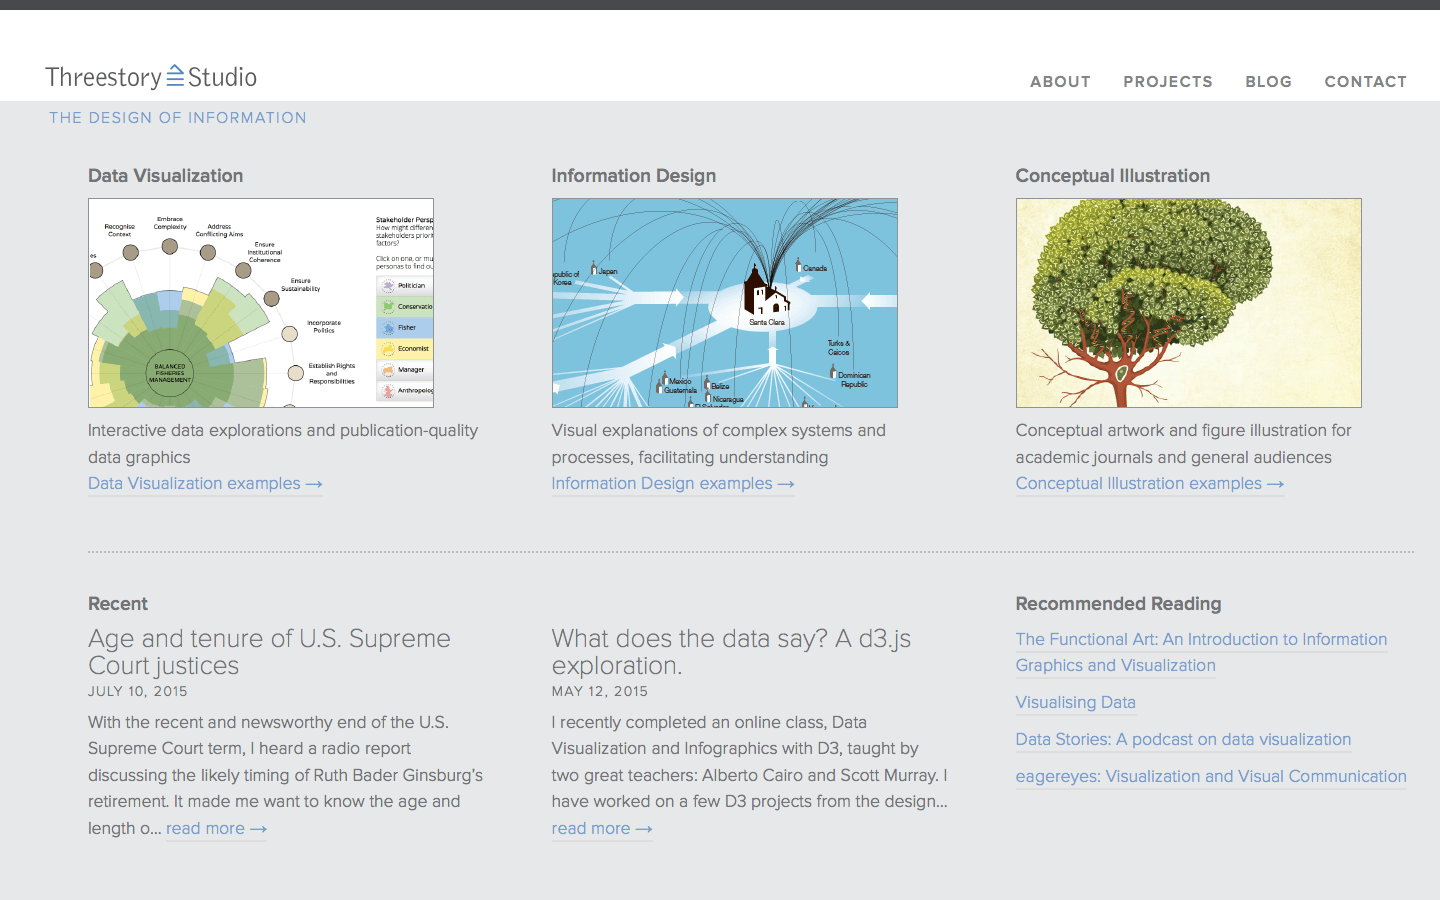 Threestory Studio
ABOUT PROJECTS BLOG CONTACT
THE DESIGN OF INFORMATION
Data Visualization
Recognise
Context
Embrace
Complexity
Address
Conflicting Aims
Ensure
Institutional
Coherence
Ensure
Sustainability
Incorporate
Politics
Establish Rights
and
Responsibilities
es
BALANCED
FISHERIES
MANAGEMENT
Stakeholder Persp
How might differen
stakeholders priorit
factors?
Click on one, or mu
personas to find ou
Politician
Conservatio
Fisher
Economist
Manager
Anthropolog
Interactive data explorations and publication-quality
data graphics
Data Visualization examples →
Information Design
public of
Korea
Japan
Canada
Santa Clara
Turks &
Caicos
Dominican
Republic
Mexico
Guatemala
Belize
Nicaragua
El Salvador
Visual explanations of complex systems and
processes, facilitating understanding
Information Design examples →
Conceptual Illustration
Conceptual artwork and figure illustration for
academic journals and general audiences
Conceptual Illustration examples →
Recent
Age and tenure of U.S. Supreme
Court justices
JULY 10, 2015
With the recent and newsworthy end of the U.S.
Supreme Court term, I heard a radio report
discussing the likely timing of Ruth Bader Ginsburg’s
retirement. It made me want to know the age and
length o... read more →
What does the data say? A d3.js
exploration.
MAY 12, 2015
I recently completed an online class, Data
Visualization and Infographics with D3, taught by
two great teachers: Alberto Cairo and Scott Murray. I
have worked on a few D3 projects from the design...
read more →
Recommended Reading
The Functional Art: An Introduction to Information
Graphics and Visualization
Visualising Data
Data Stories: A podcast on data visualization
eagereyes: Visualization and Visual Communication